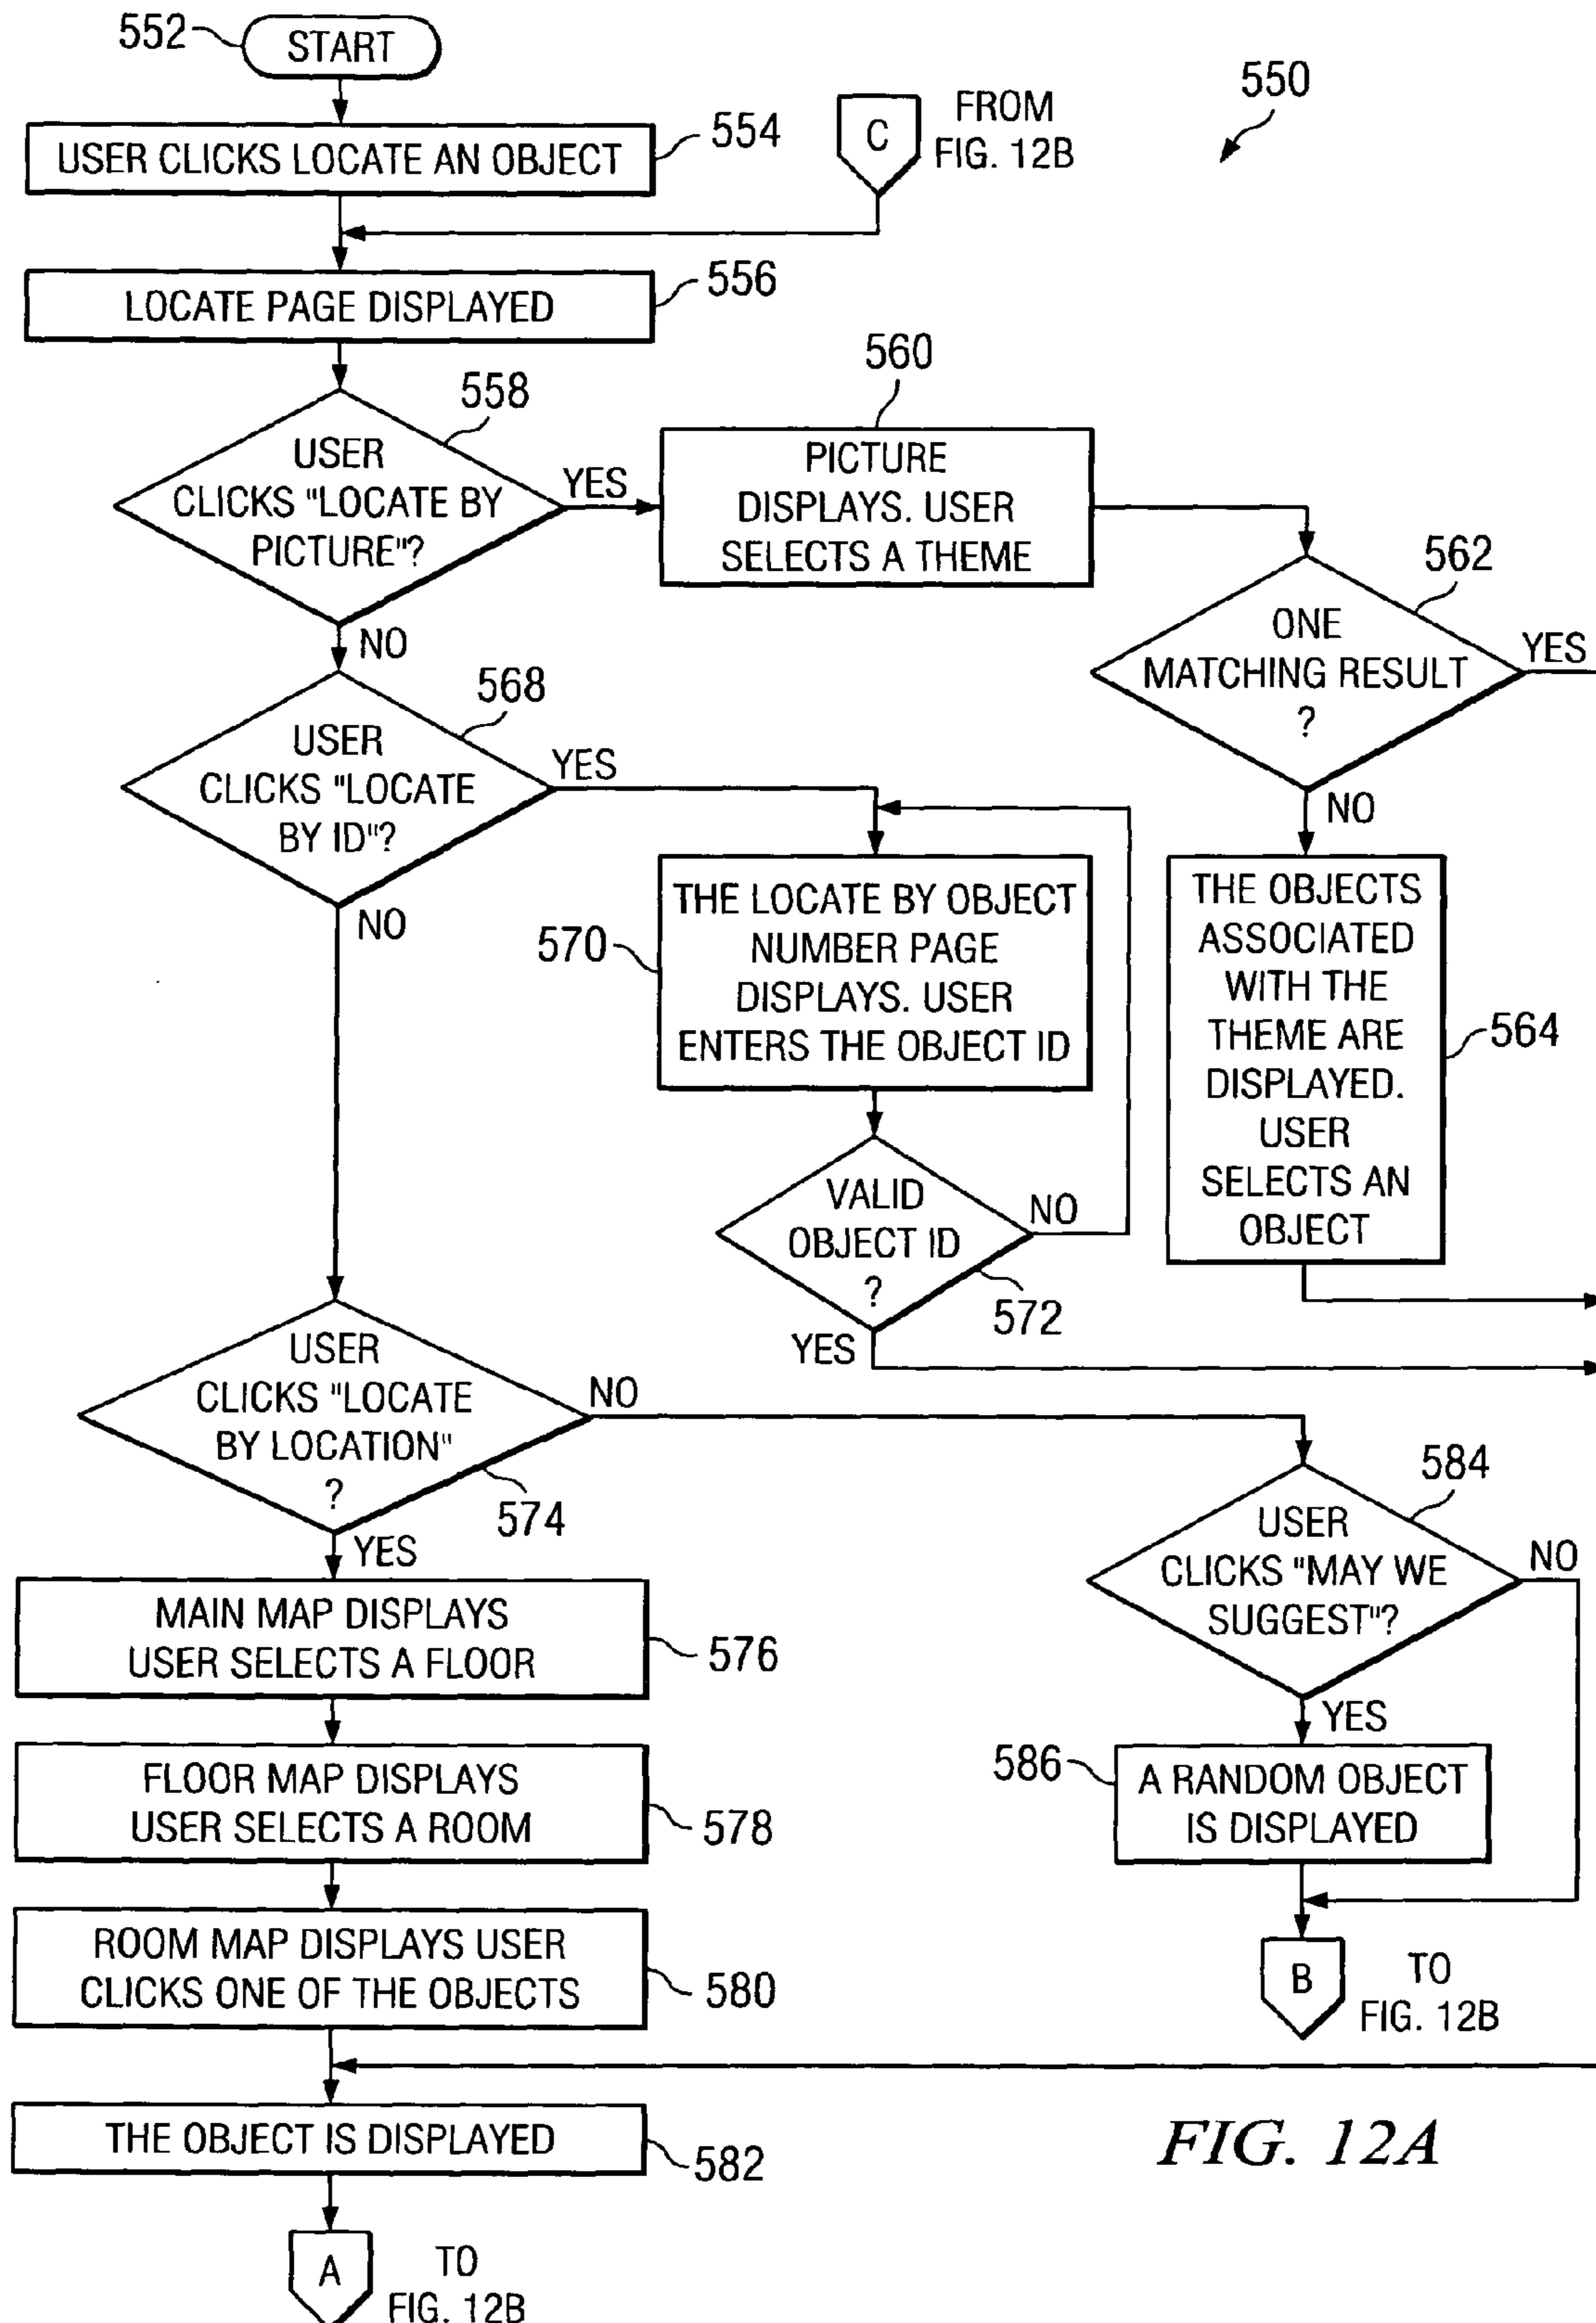 552
START
550
C
FROM
FIG. 12B
554
USER CLICKS LOCATE AN OBJECT
556
LOCATE PAGE DISPLAYED
558
USER
CLICKS "LOCATE BY
PICTURE"?
YES
NO
560
PICTURE
DISPLAYS. USER
SELECTS A THEME
562
ONE
MATCHING RESULT
?
YES
NO
568
USER
CLICKS "LOCATE
BY ID"?
YES
NO
570
THE LOCATE BY OBJECT
NUMBER PAGE
DISPLAYS. USER
ENTERS THE OBJECT ID
564
THE OBJECTS
ASSOCIATED
WITH THE
THEME ARE
DISPLAYED.
USER
SELECTS AN
OBJECT
VALID
OBJECT ID
?
NO
572
YES
USER
CLICKS "LOCATE
BY LOCATION"
?
NO
574
YES
584
USER
CLICKS "MAY WE
SUGGEST"?
NO
YES
MAIN MAP DISPLAYS
USER SELECTS A FLOOR
576
586
A RANDOM OBJECT
IS DISPLAYED
FLOOR MAP DISPLAYS
USER SELECTS A ROOM
578
ROOM MAP DISPLAYS USER
CLICKS ONE OF THE OBJECTS
580
B
TO
FIG. 12B
THE OBJECT IS DISPLAYED
582
FIG. 12A
A
TO
FIG. 12B